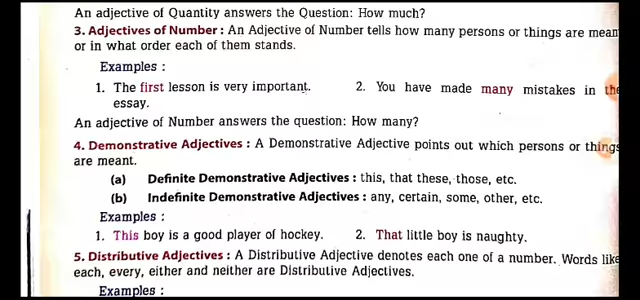 An adjective of Quantity answers the Question: How much?
3. Adjectives of Number : An Adjective of Number tells how many persons or things are mean
or in what order each of them stands.
Examples :
1. The first lesson is very important. 2. You have made many mistakes in the
essay.
An adjective of Number answers the question: How many?
4. Demonstrative Adjectives : A Demonstrative Adjective points out which persons or things
are meant.
(a) Definite Demonstrative Adjectives : this, that these, those, etc.
(b) Indefinite Demonstrative Adjectives : any, certain, some, other, etc.
Examples :
1. This boy is a good player of hockey. 2. That little boy is naughty.
5. Distributive Adjectives : A Distributive Adjective denotes each one of a number. Words like
each, every, either and neither are Distributive Adjectives.
Examples :